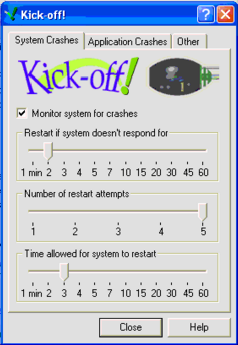 Kick-off!
System Crashes Application Crashes Other
Kick-off!
Monitor system for crashes
Restart if system doesn't respond for
1 min 2 3 4 5 7 10 15 20 30 45 60
Number of restart attempts
1 2 3 4 5
Time allowed for system to restart
1 min 2 3 4 5 7 10 15 20 30 45 60
Close Help